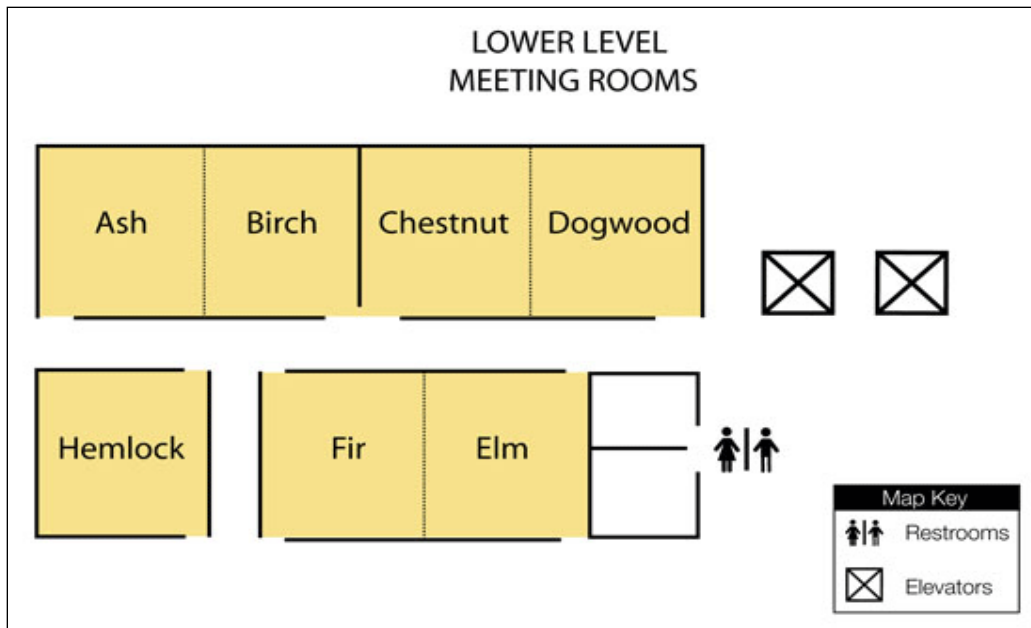 LOWER LEVEL
MEETING ROOMS
Ash
Birch
Chestnut
Dogwood
Hemlock
Fir
Elm
Map Key
Restrooms
Elevators